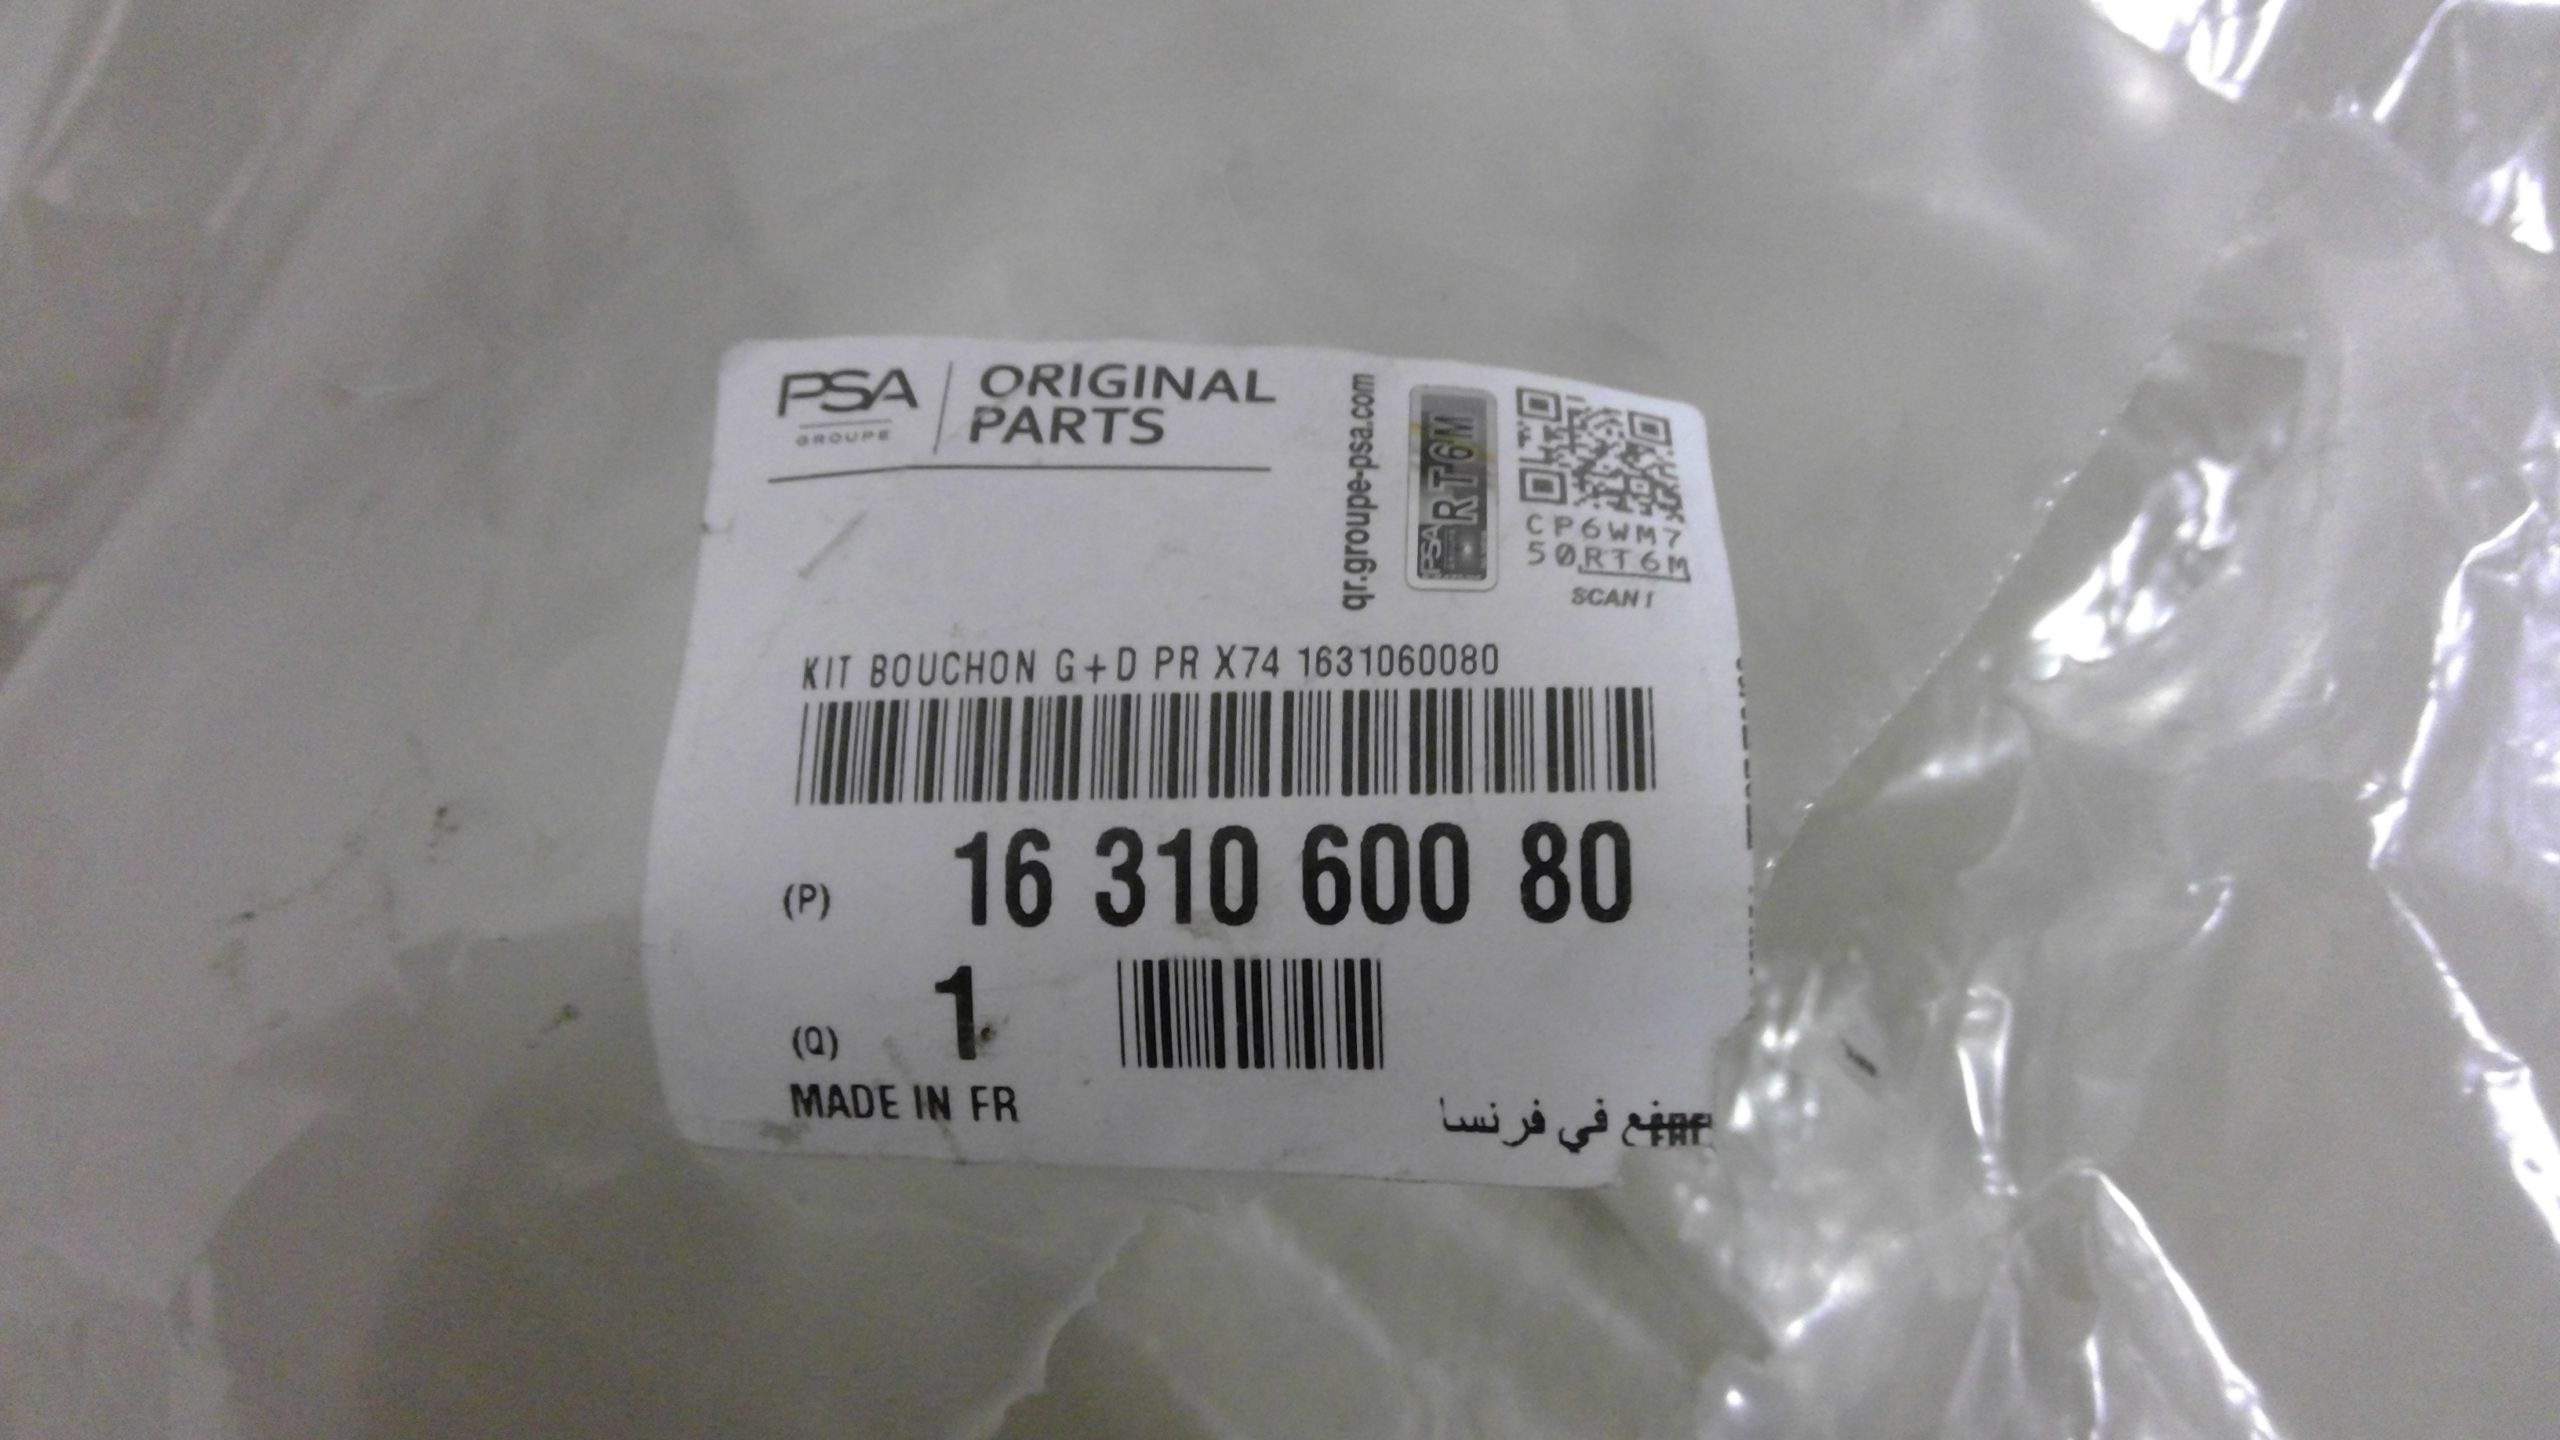 PSA
GROUPE
ORIGINAL
PARTS
qr.groupe-psa.com
PSA
RT6M
CP6WM7
50RT6M
SCAN!
KIT BOUCHON G+D PR X74 1631060080
(P) 16 310 600 80
(Q) 1
MADE IN FR
في فرنسا